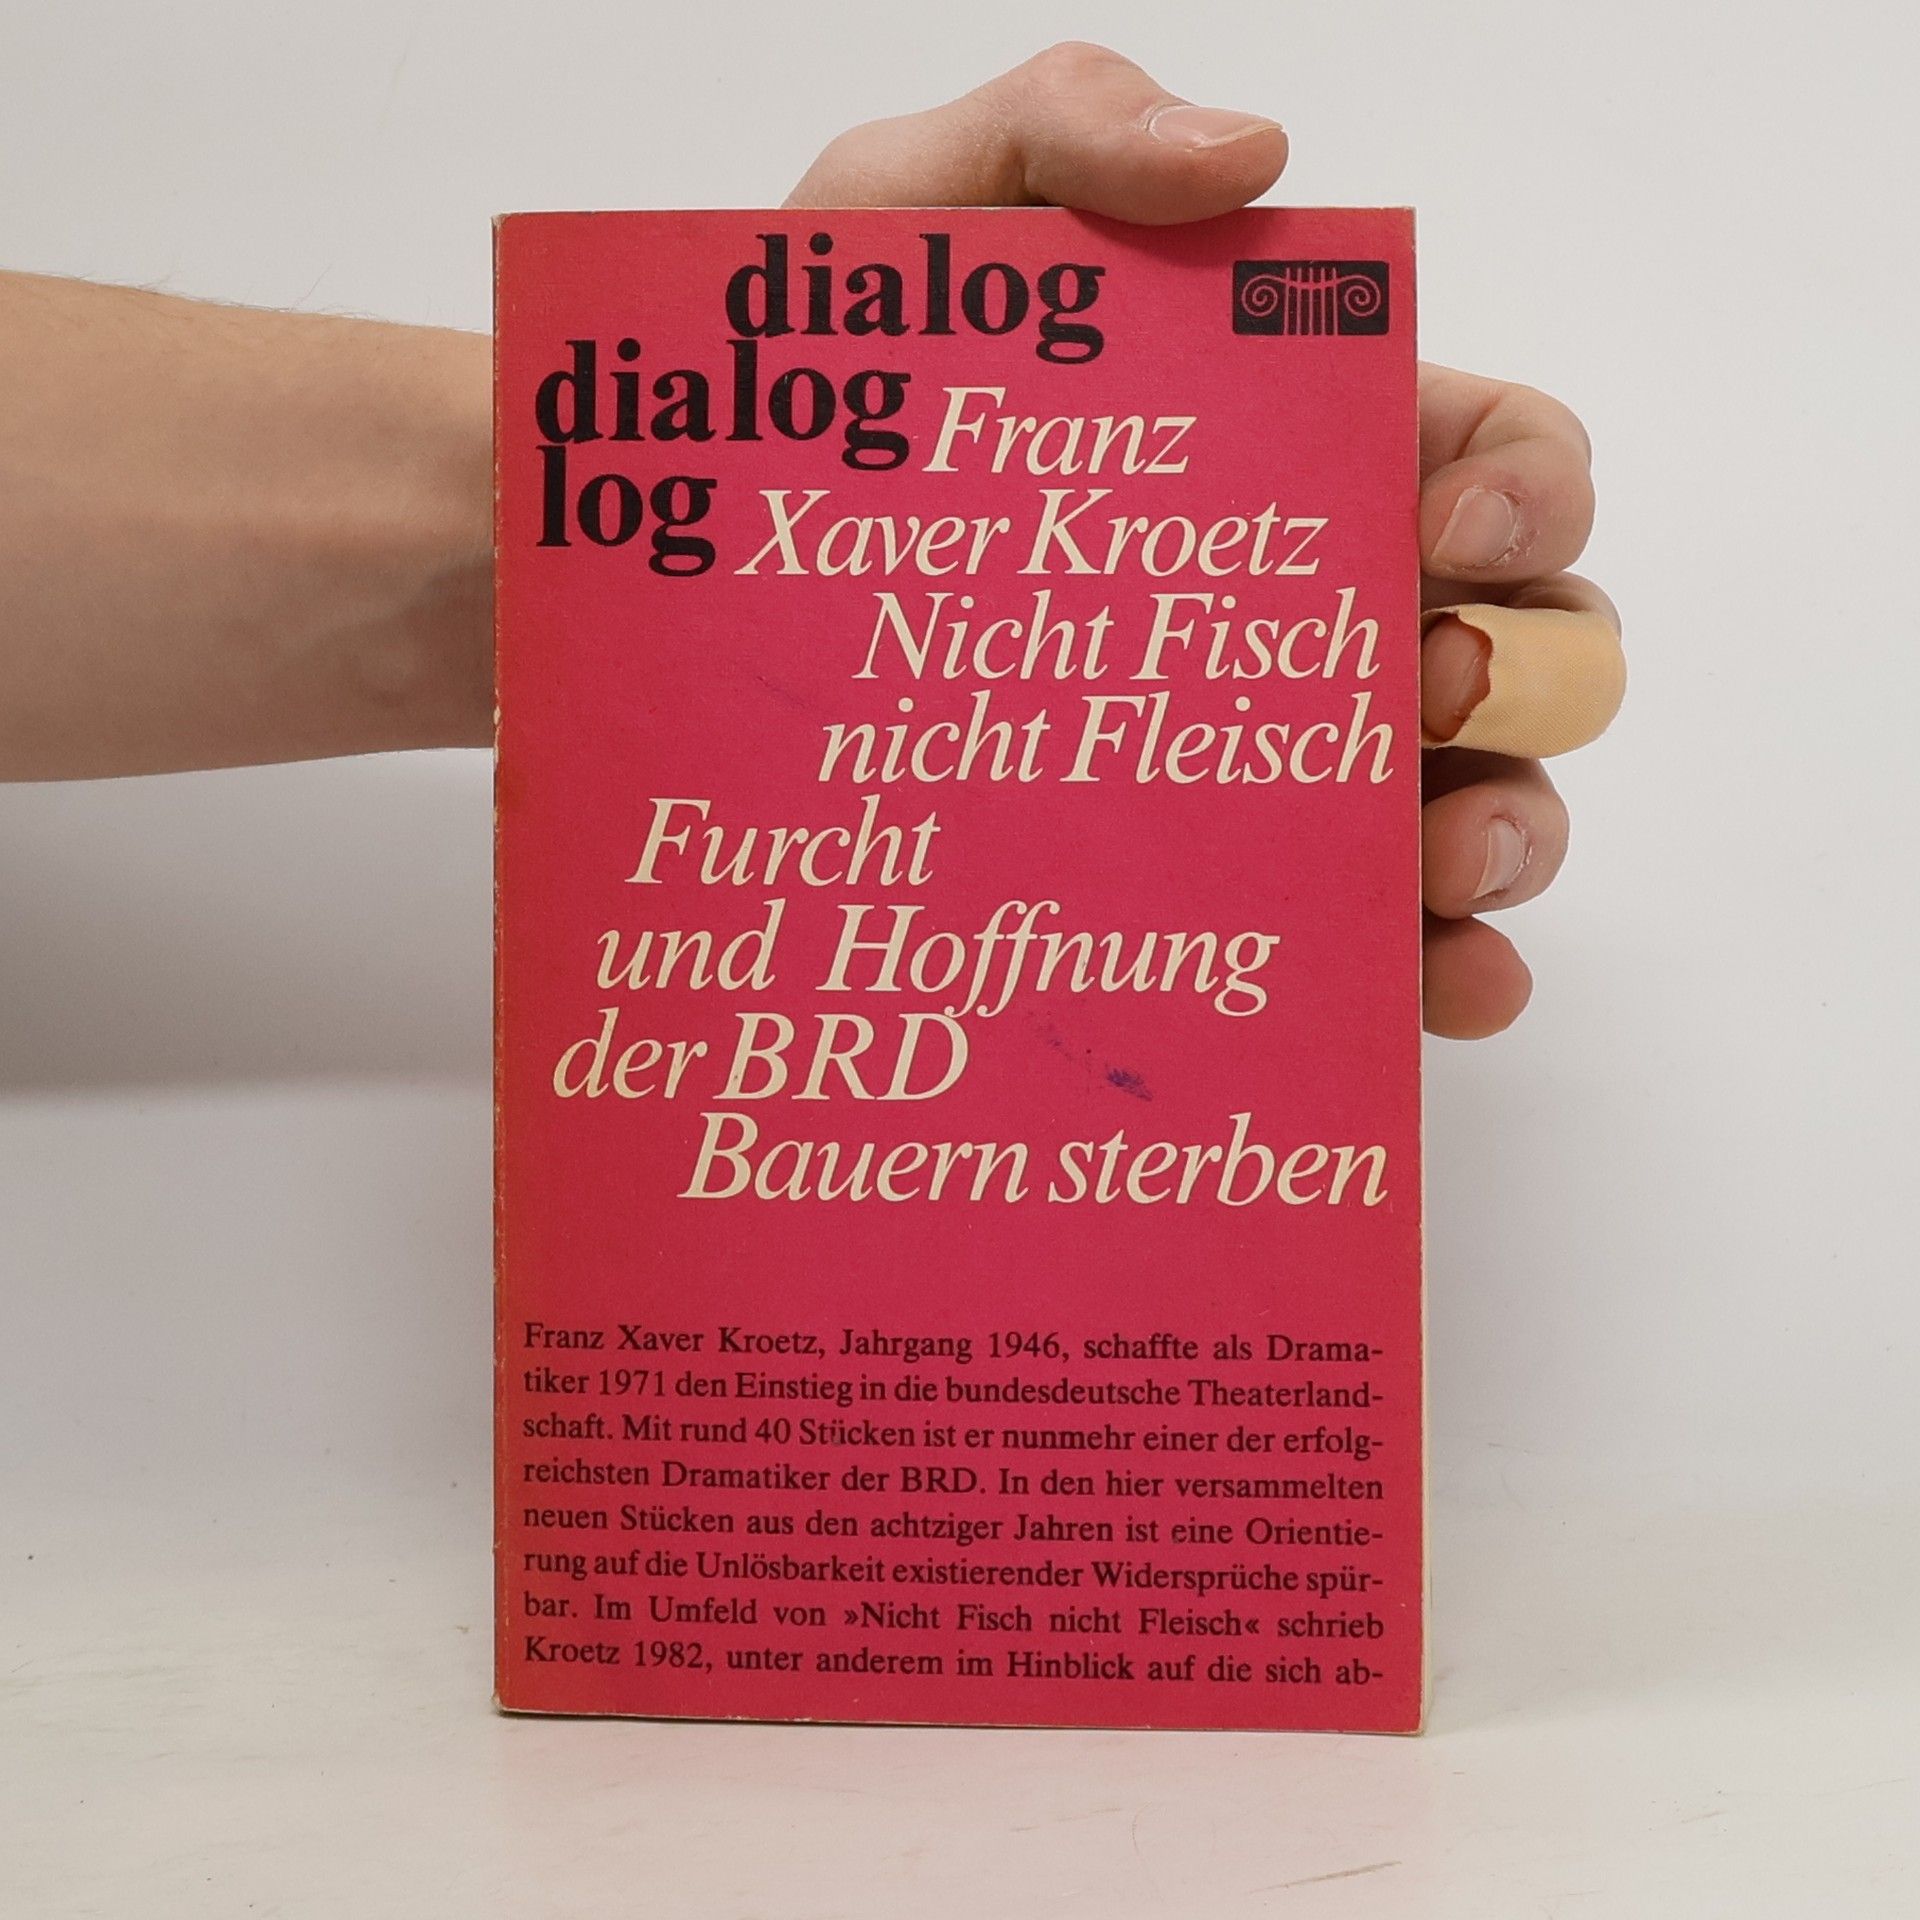 dialog
dialog
log
Franz
Xaver Kroetz
Nicht Fisch
nicht Fleisch
Furcht
und Hoffnung
der BRD
Bauern sterben
Franz Xaver Kroetz, Jahrgang 1946, schaffte als Drama-
tiker 1971 den Einstieg in die bundesdeutsche Theaterland-
schaft. Mit rund 40 Stücken ist er nunmehr einer der erfolg-
reichsten Dramatiker der BRD. In den hier versammelten
neuen Stücken aus den achtziger Jahren ist eine Orientie-
rung auf die Unlösbarkeit existierender Widersprüche spür-
bar. Im Umfeld von »Nicht Fisch nicht Fleisch« schrieb
Kroetz 1982, unter anderem im Hinblick auf die sich ab-